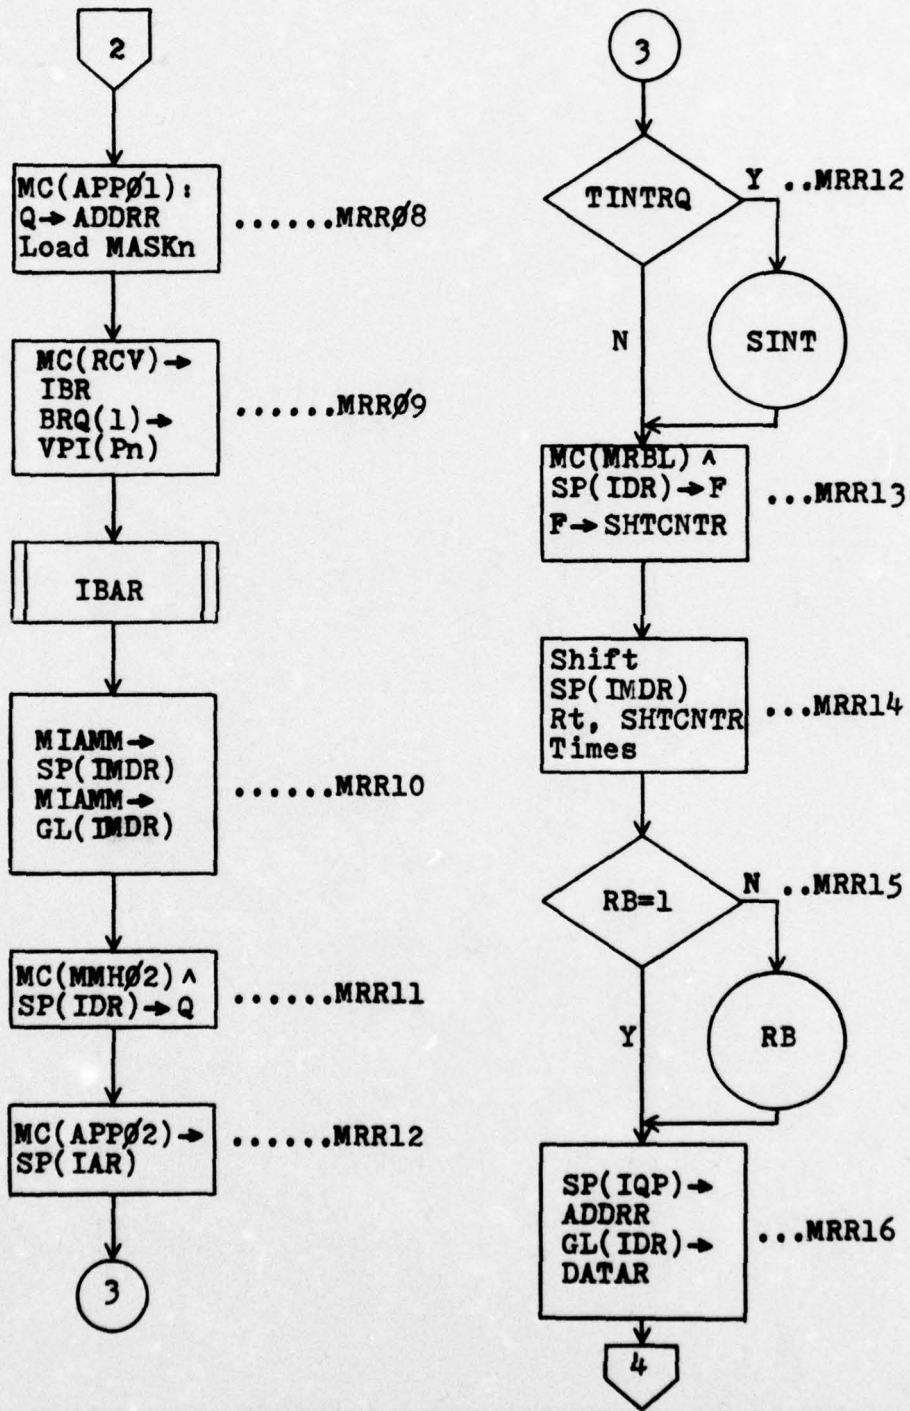 2
MC(APPØ1):
Q→ ADDRR
Load MASKn
......MRRØ8
MC(RCV)→
IBR
BRQ(1)→
VPI(Pn)
......MRRØ9
IBAR
MIAMM→
SP(IMDR)
MIAMM→
GL(IMDR)
......MRR10
MC(MMHØ2) ∧
SP(IDR)→ Q
......MRR11
MC(APPØ2)→
SP(IAR)
......MRR12
3
3
TINTRQ
Y ..MRR12
N
SINT
MC(MRBL) ∧
SP(IDR)→ F
F→ SHTCNTR
...MRR13
Shift
SP(IMDR)
Rt, SHTCNTR
Times
...MRR14
RB=1
N ..MRR15
Y
RB
SP(IQP)→
ADDRR
GL(IDR)→
DATAR
...MRR16
4